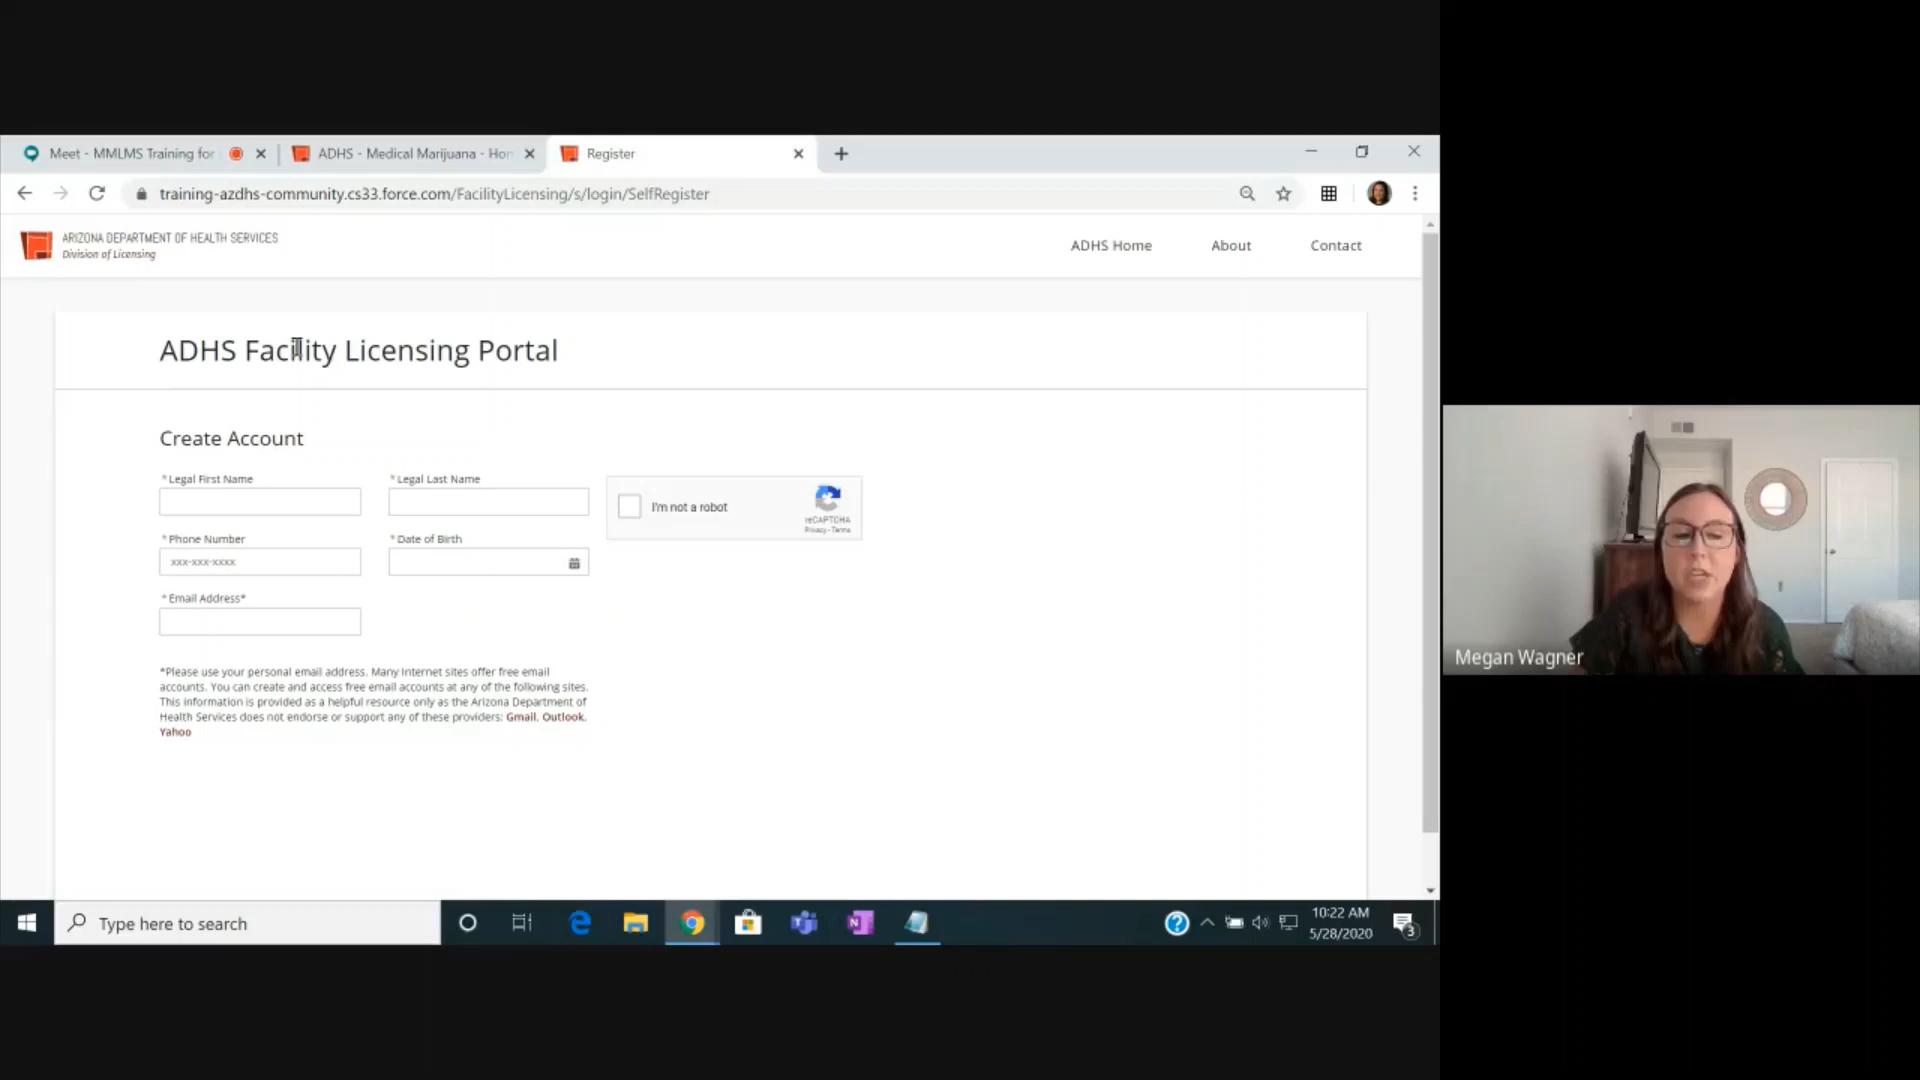 Meet - MMLMS Training for
ADHS - Medical Marijuana - Hon
Register
training-azdhs-community.cs33.force.com/FacilityLicensing/s/login/SelfRegister
ARIZONA DEPARTMENT OF HEALTH SERVICES
Division of Licensing
ADHS Home
About
Contact
ADHS Facility Licensing Portal
Create Account
*Legal First Name
*Legal Last Name
I'm not a robot
reCAPTCHA
Privacy - Terms
*Phone Number
*Date of Birth
xxx-xxx-xxxx
*Email Address*
*Please use your personal email address. Many Internet sites offer free email
accounts. You can create and access free email accounts at any of the following sites.
This information is provided as a helpful resource only as the Arizona Department of
Health Services does not endorse or support any of these providers: Gmail, Outlook,
Yahoo
Megan Wagner
Type here to search
10:22 AM
5/28/2020
3